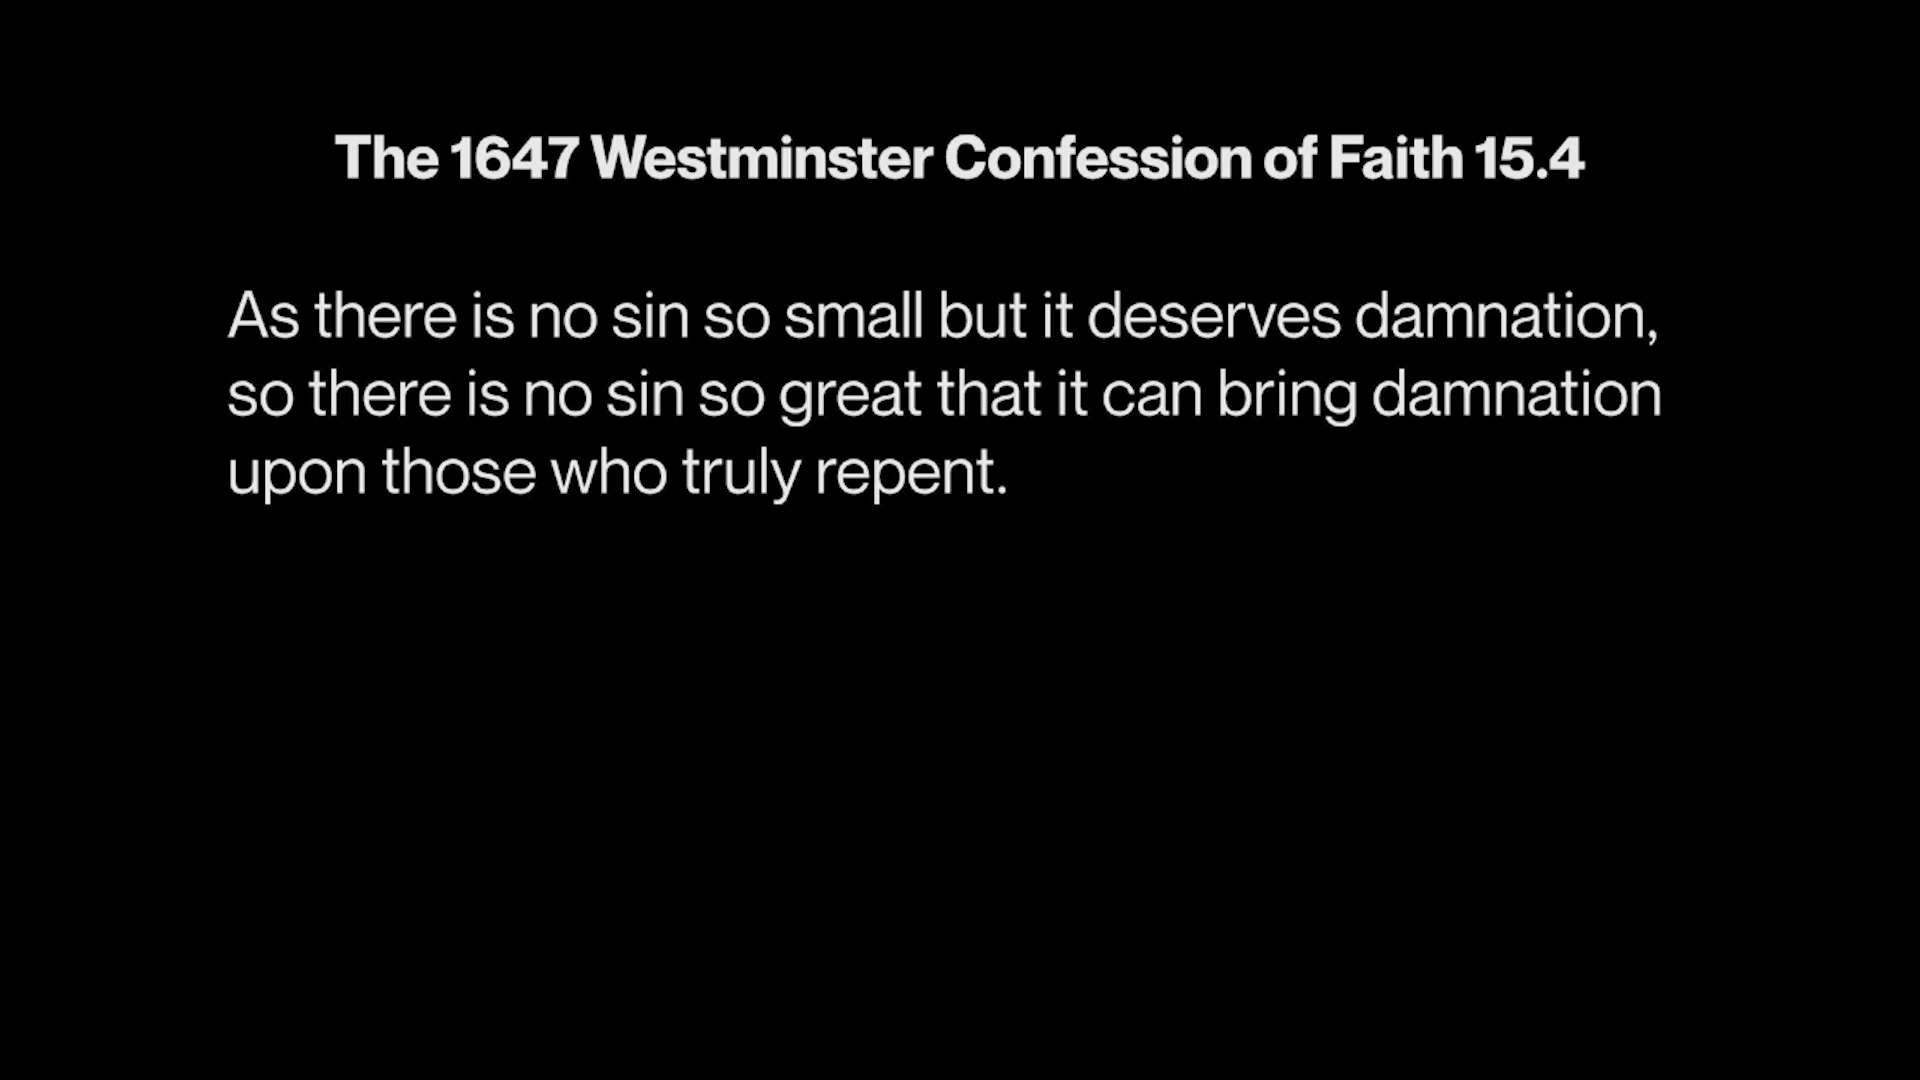 The 1647 Westminster Confession of Faith 15.4
As there is no sin so small but it deserves damnation,
so there is no sin so great that it can bring damnation
upon those who truly repent.